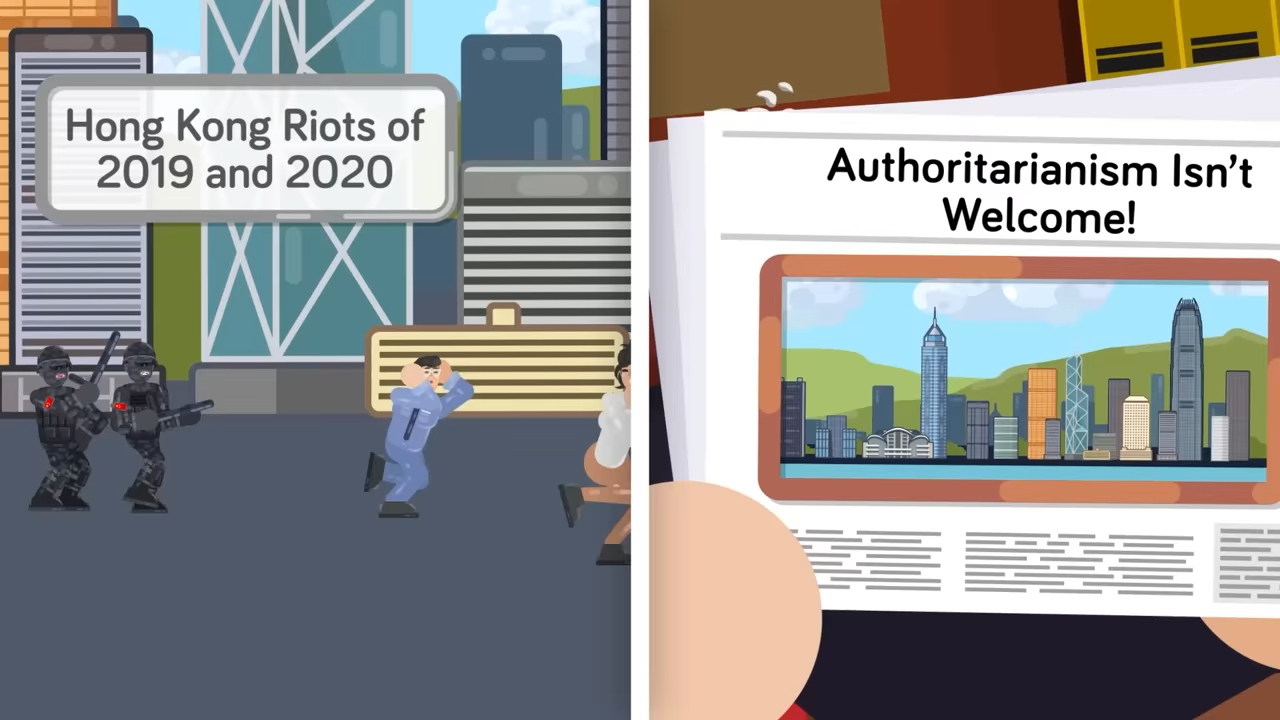 Hong Kong Riots of
2019 and 2020
Authoritarianism Isn't
Welcome!